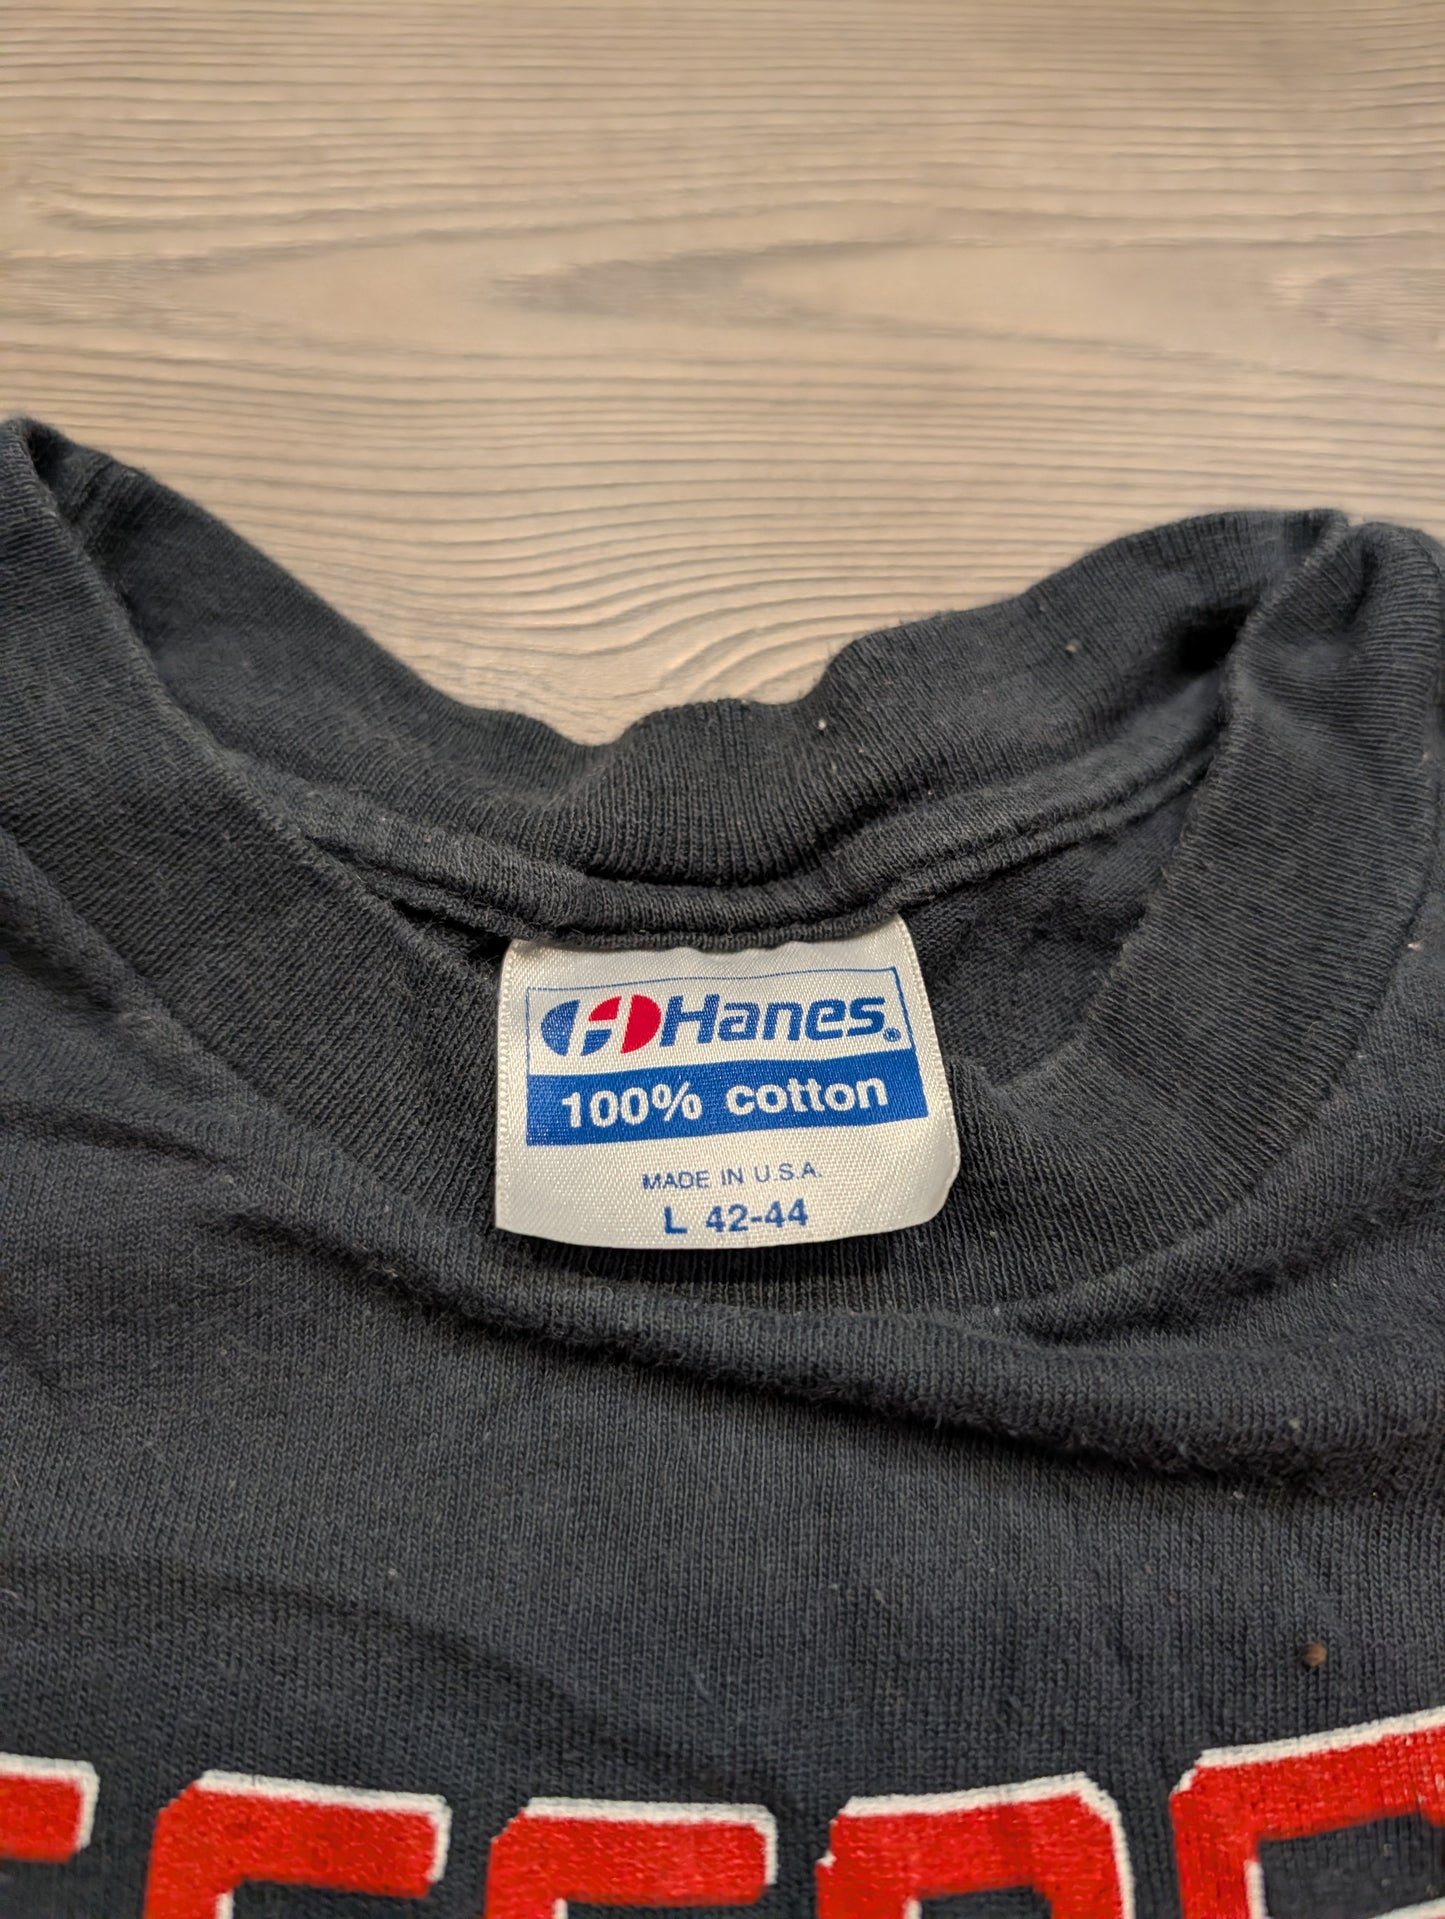 Hanes®
100% cotton
MADE IN U.S.A.
L 42-44